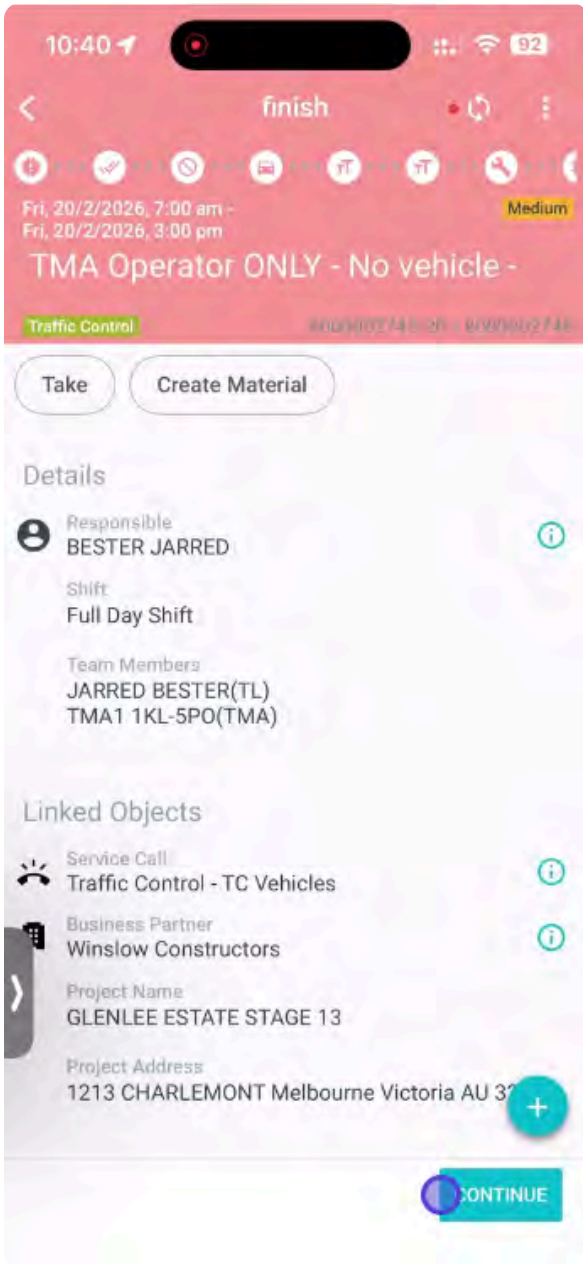 10:40
92
finish
Fri, 20/2/2026, 7:00 am -
Fri, 20/2/2026, 3:00 pm
Medium
TMA Operator ONLY - No vehicle -
Traffic Control
Take
Create Material
Details
Responsible
BESTER JARRED
Shift
Full Day Shift
Team Members
JARRED BESTER(TL)
TMA1 1KL-5PO(TMA)
Linked Objects
Service Call
Traffic Control - TC Vehicles
Business Partner
Winslow Constructors
Project Name
GLENLEE ESTATE STAGE 13
Project Address
1213 CHARLEMONT Melbourne Victoria AU
CONTINUE